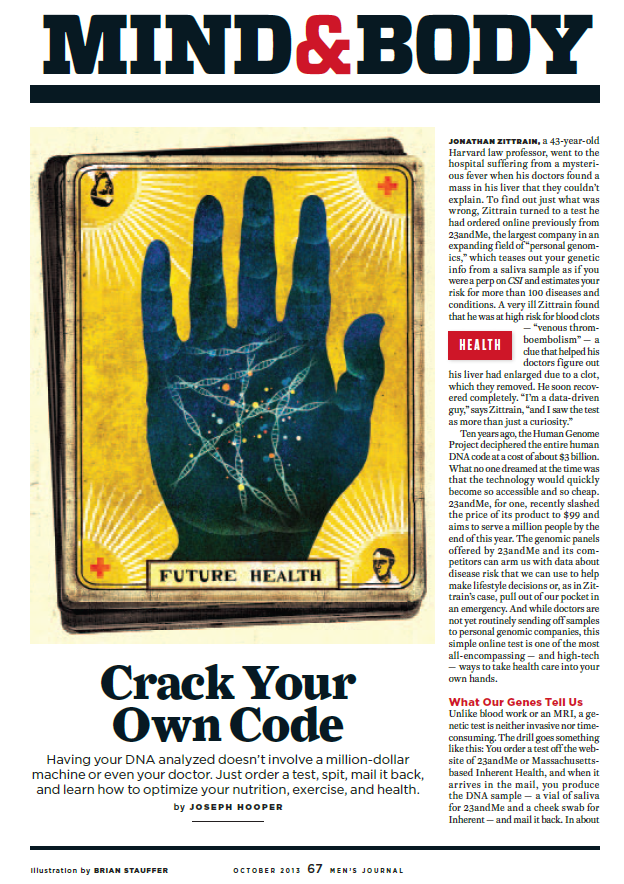 MIND&BODY
FUTURE HEALTH
Crack Your
Own Code
Having your DNA analyzed doesn't involve a million-dollar
machine or even your doctor. Just order a test, spit, mail it back,
and learn how to optimize your nutrition, exercise, and health.
by JOSEPH HOOPER
JONATHAN ZITTRAIN, a 43-year-old
Harvard law professor, went to the
hospital suffering from a mysteri-
ous fever when his doctors found a
mass in his liver that they couldn't
explain. To find out just what was
wrong, Zittrain turned to a test he
had ordered online previously from
23andMe, the largest company in an
expanding field of "personal genom-
ics," which teases out your genetic
info from a saliva sample as if you
were a perp on CSI and estimates your
risk for more than 100 diseases and
conditions. A very ill Zittrain found
that he was at high risk for blood clots
— "venous throm-
boembolism" — a
clue that helped his
doctors figure out
HEALTH
his liver had enlarged due to a clot,
which they removed. He soon recov-
ered completely. "I'm a data-driven
guy," says Zittrain, "and I saw the test
as more than just a curiosity."
Ten years ago, the Human Genome
Project deciphered the entire human
DNA code at a cost of about $3 billion.
What no one dreamed at the time was
that the technology would quickly
become so accessible and so cheap.
23andMe, for one, recently slashed
the price of its product to $99 and
aims to serve a million people by the
end of this year. The genomic panels
offered by 23andMe and its com-
petitors can arm us with data about
disease risk that we can use to help
make lifestyle decisions or, as in Zit-
train's case, pull out of our pocket in
an emergency. And while doctors are
not yet routinely sending off samples
to personal genomic companies, this
simple online test is one of the most
all-encompassing — and high-tech
— ways to take health care into your
own hands.
What Our Genes Tell Us
Unlike blood work or an MRI, a ge-
netic test is neither invasive nor time-
consuming. The drill goes something
like this: You order a test off the web-
site of 23andMe or Massachusetts-
based Inherent Health, and when it
arrives in the mail, you produce
the DNA sample — a vial of saliva
for 23andMe and a cheek swab for
Inherent — and mail it back. In about
illustration by BRIAN STAUFFER
OCTOBER 2013 67 MEN'S JOURNAL